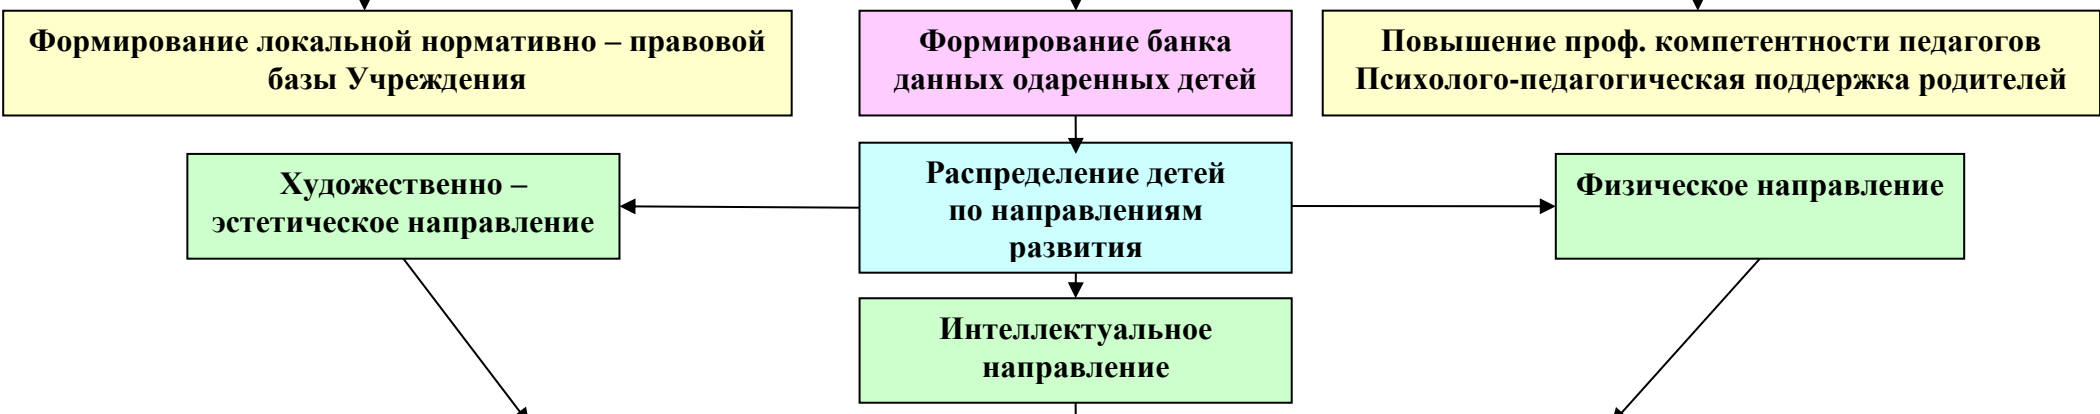 Формирование локальной нормативно – правовой
базы Учреждения
Формирование банка
данных одаренных детей
Повышение проф. компетентности педагогов
Психолого-педагогическая поддержка родителей
Художественно –
эстетическое направление
Распределение детей
по направлениям
развития
Физическое направление
Интеллектуальное
направление